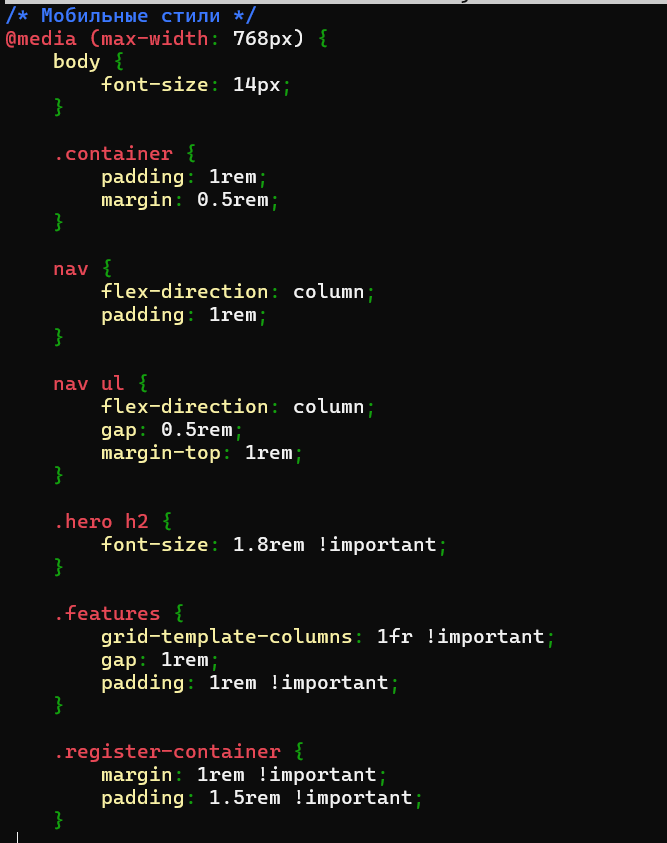 /* Мобильные стили */
@media (max-width: 768px) {
    body {
        font-size: 14px;
    }

    .container {
        padding: 1rem;
        margin: 0.5rem;
    }

    nav {
        flex-direction: column;
        padding: 1rem;
    }

    nav ul {
        flex-direction: column;
        gap: 0.5rem;
        margin-top: 1rem;
    }

    .hero h2 {
        font-size: 1.8rem !important;
    }

    .features {
        grid-template-columns: 1fr !important;
        gap: 1rem;
        padding: 1rem !important;
    }

    .register-container {
        margin: 1rem !important;
        padding: 1.5rem !important;
    }